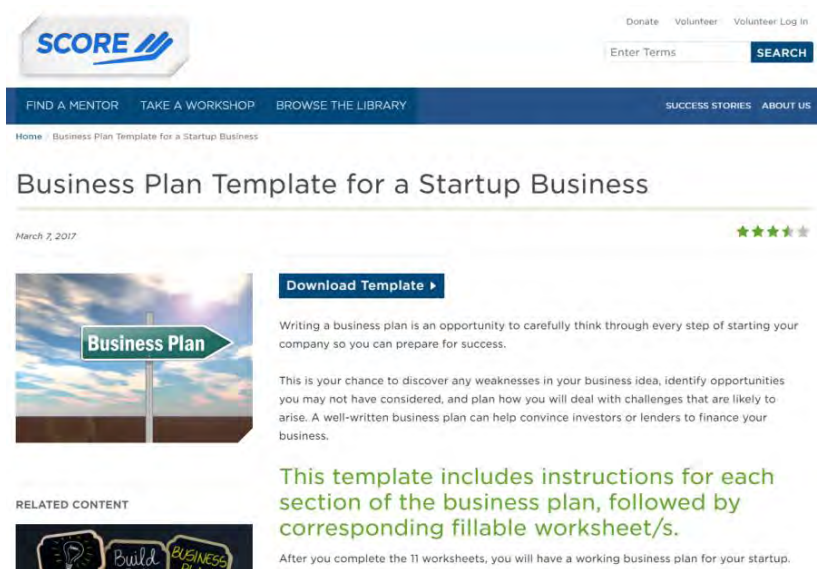 SCORE
Donate Volunteer Volunteer Log In
Enter Terms SEARCH
FIND A MENTOR TAKE A WORKSHOP BROWSE THE LIBRARY SUCCESS STORIES ABOUT US
Home / Business Plan Template for a Startup Business
Business Plan Template for a Startup Business
March 7, 2017
Download Template
Business Plan
Writing a business plan is an opportunity to carefully think through every step of starting your
company so you can prepare for success.
This is your chance to discover any weaknesses in your business idea, identify opportunities
you may not have considered, and plan how you will deal with challenges that are likely to
arise. A well-written business plan can help convince investors or lenders to finance your
business.
This template includes instructions for each
section of the business plan, followed by
corresponding fillable worksheet/s.
After you complete the 11 worksheets, you will have a working business plan for your startup.
RELATED CONTENT
Build
BUSINESS